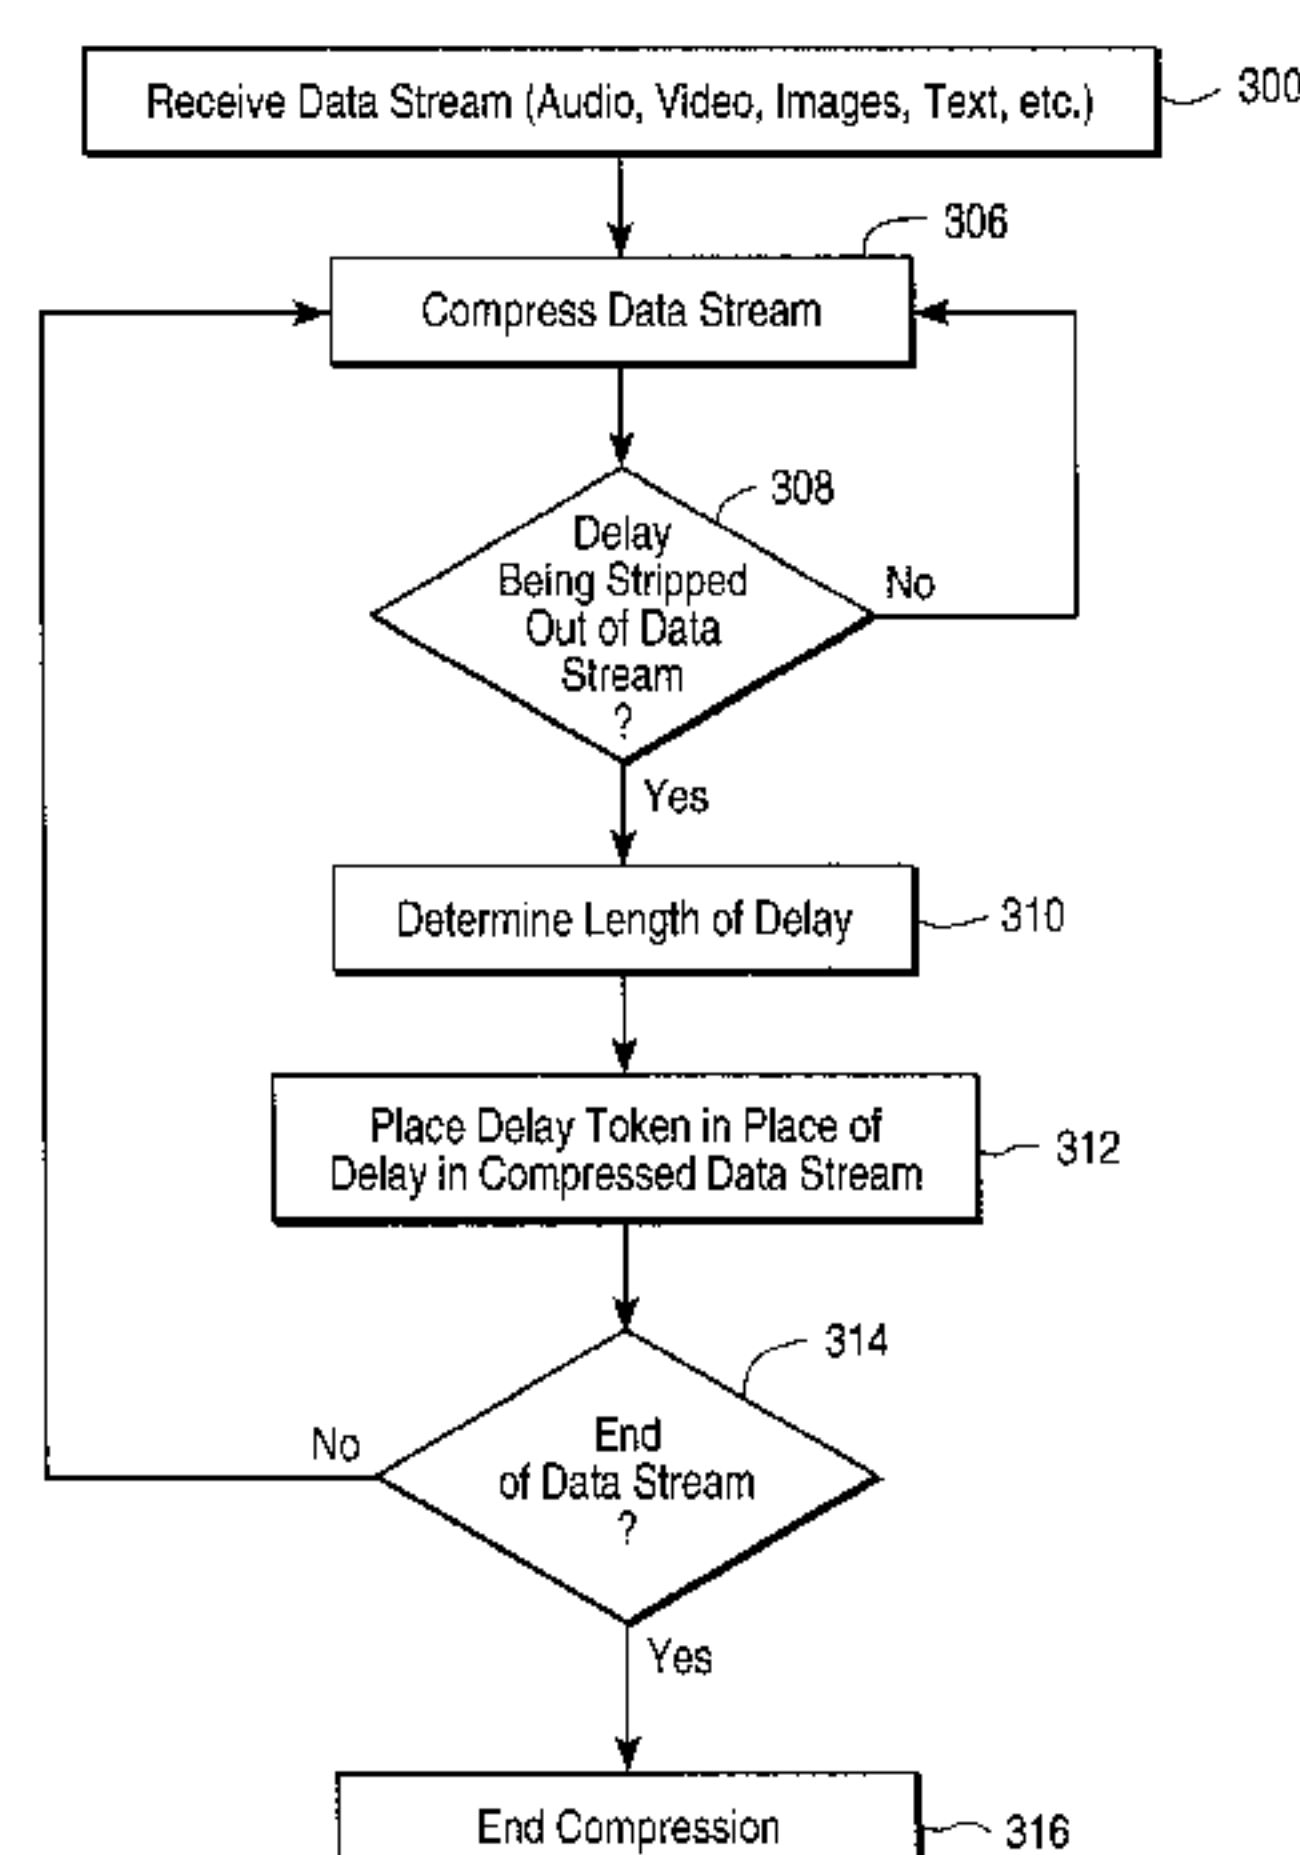 Receive Data Stream (Audio, Video, Images, Text, etc.)
300
306
Compress Data Stream
308
Delay
Being Stripped
Out of Data
Stream
?
No
Yes
Determine Length of Delay
310
Place Delay Token in Place of
Delay in Compressed Data Stream
312
314
End
of Data Stream
?
No
Yes
End Compression
316